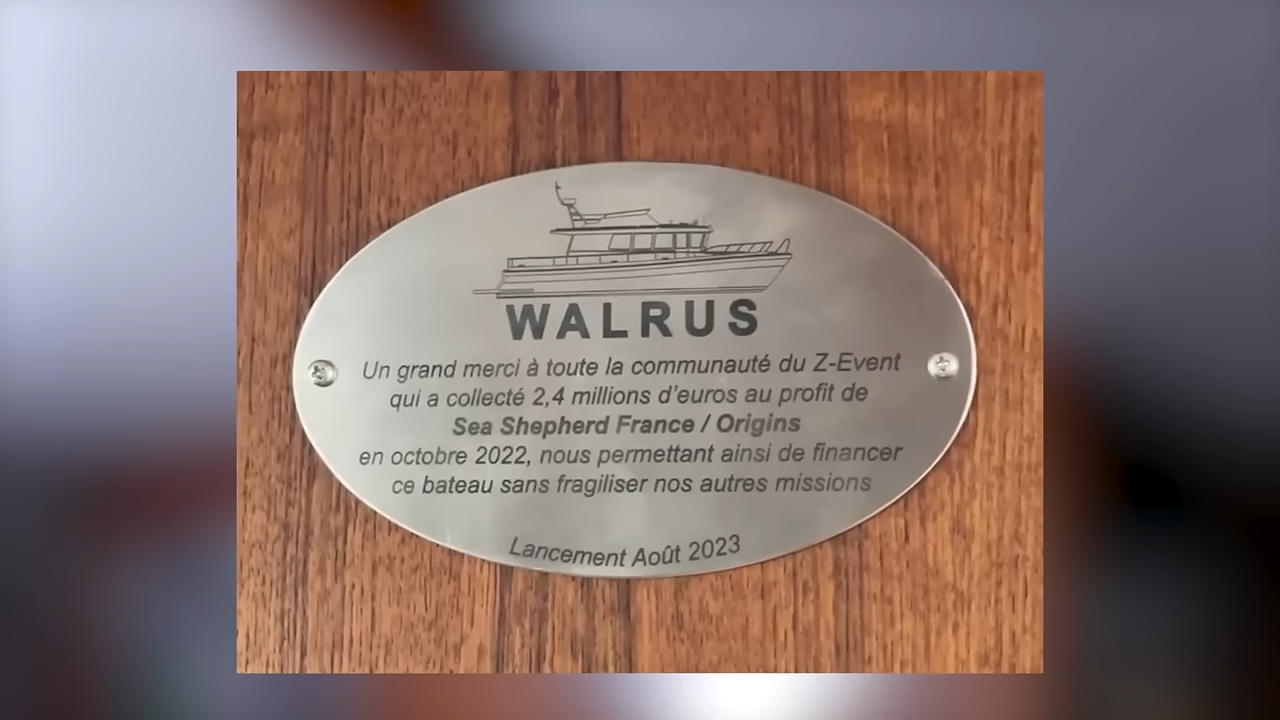 WALRUS
Un grand merci à toute la communauté du Z-Event
qui a collecté 2,4 millions d'euros au profit de
Sea Shepherd France / Origins
en octobre 2022, nous permettant ainsi de financer
ce bateau sans fragiliser nos autres missions
Lancement Août 2023